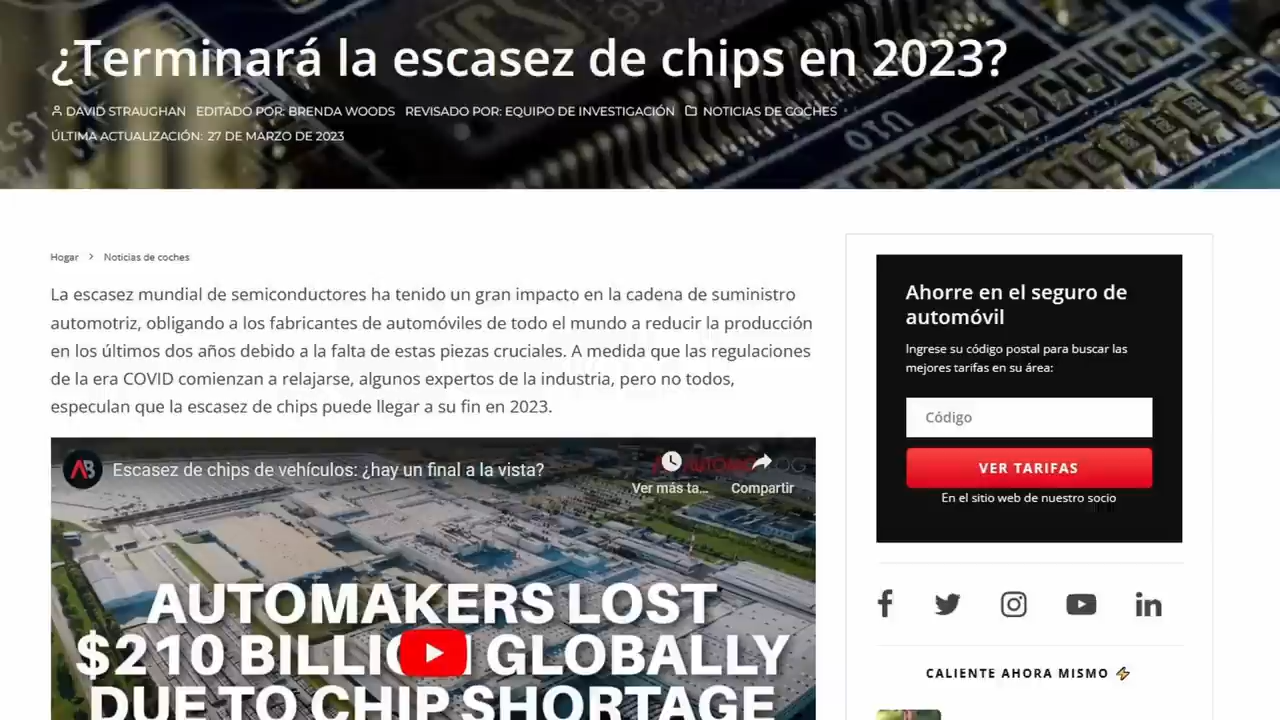 ¿Terminará la escasez de chips en 2023?
DAVID STRAUGHAN EDITADO POR: BRENDA WOODS REVISADO POR: EQUIPO DE INVESTIGACIÓN NOTICIAS DE COCHES
ÚLTIMA ACTUALIZACIÓN: 27 DE MARZO DE 2023
Hogar > Noticias de coches
La escasez mundial de semiconductores ha tenido un gran impacto en la cadena de suministro
automotriz, obligando a los fabricantes de automóviles de todo el mundo a reducir la producción
en los últimos dos años debido a la falta de estas piezas cruciales. A medida que las regulaciones
de la era COVID comienzan a relajarse, algunos expertos de la industria, pero no todos,
especulan que la escasez de chips puede llegar a su fin en 2023.
Escasez de chips de vehículos: ¿hay un final a la vista?
Ver más ta... Compartir
AUTOMAKERS LOST
$210 GLOBALLY
DUE TO CHIP SHORTAGE
Ahorre en el seguro de
automóvil
Ingrese su código postal para buscar las
mejores tarifas en su área:
Código
VER TARIFAS
En el sitio web de nuestro socio
CALIENTE AHORA MISMO